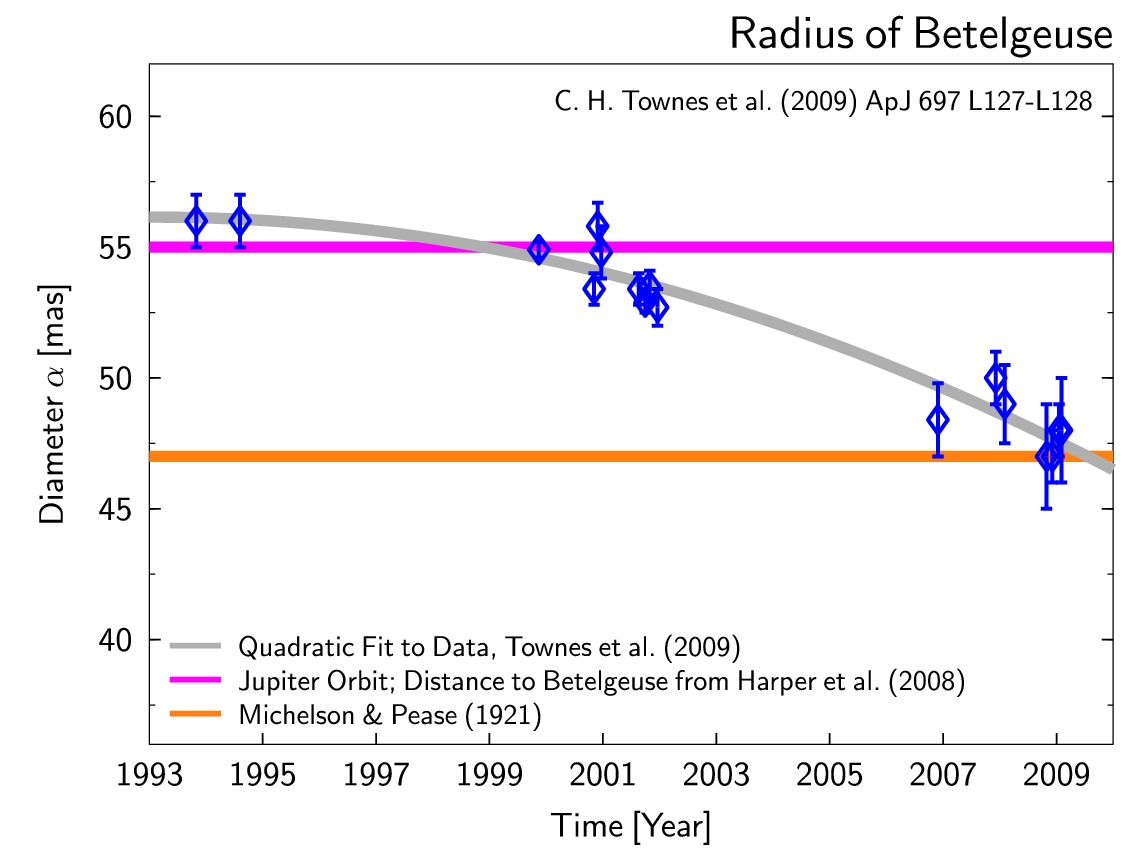 Radius of Betelgeuse
C. H. Townes et al. (2009) ApJ 697 L127-L128
60
55
50
45
40
Diameter α [mas]
Quadratic Fit to Data, Townes et al. (2009)
Jupiter Orbit; Distance to Betelgeuse from Harper et al. (2008)
Michelson & Pease (1921)
1993 1995 1997 1999 2001 2003 2005 2007 2009
Time [Year]